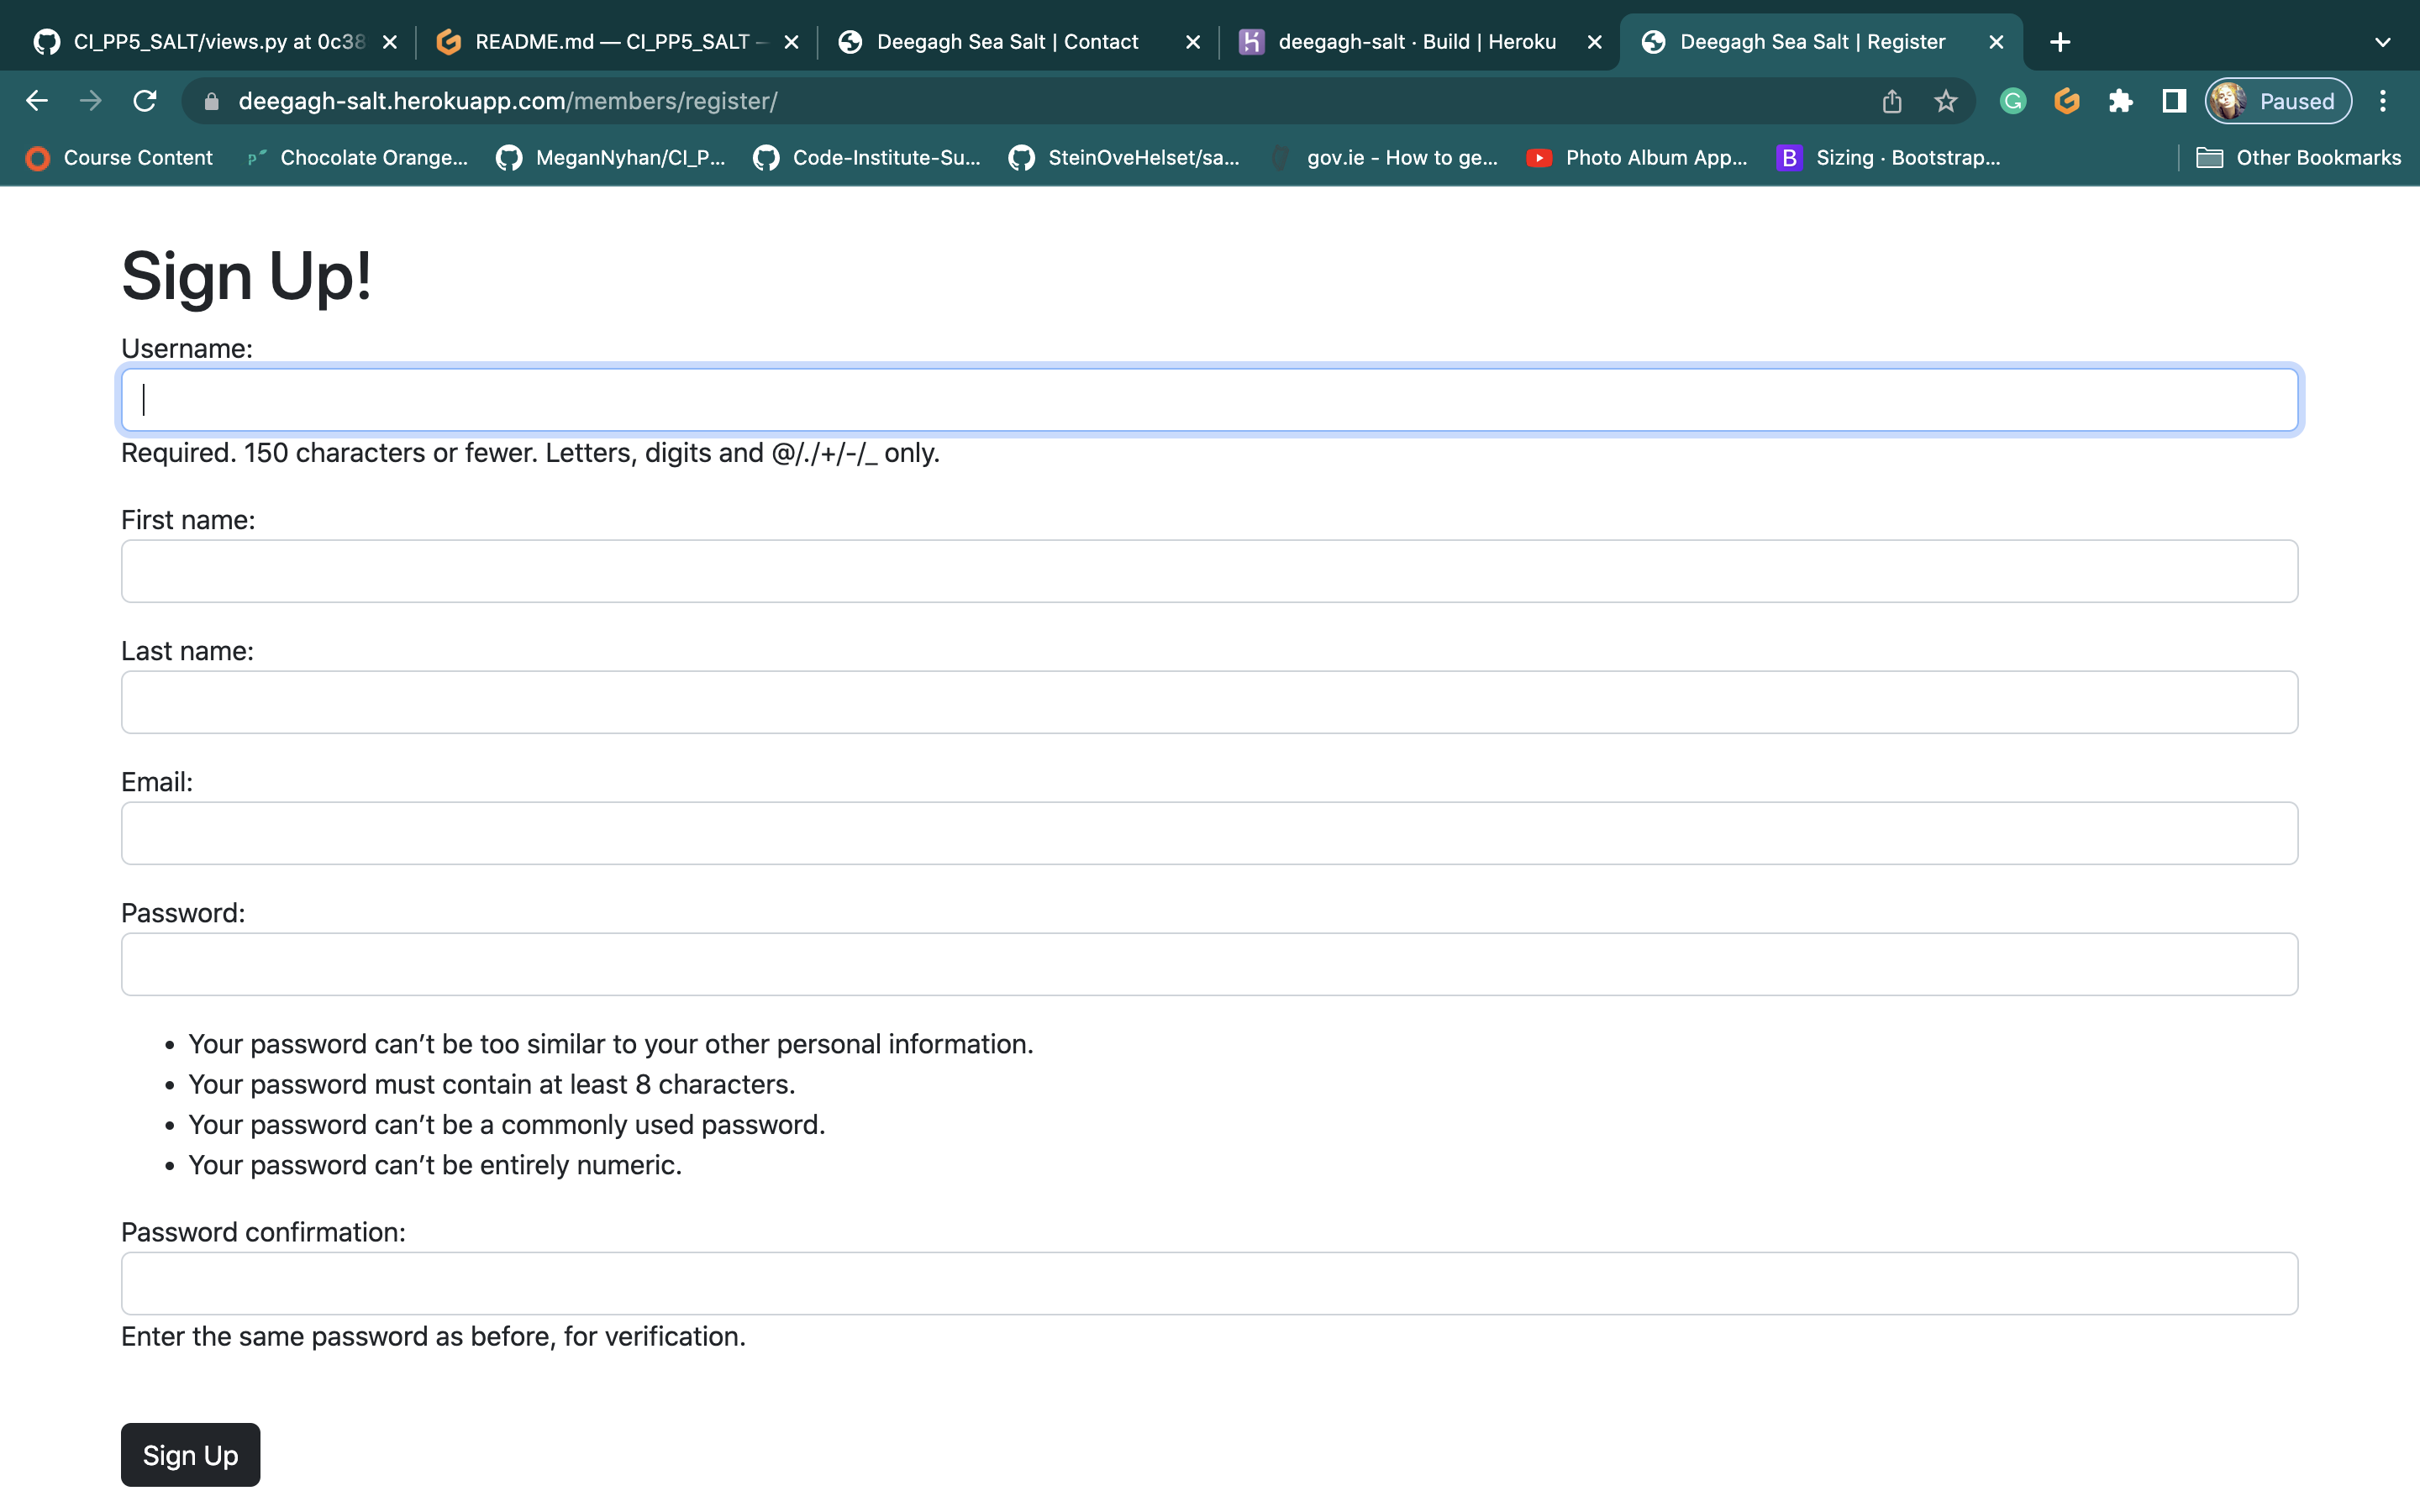 CI_PP5_SALT/views.py at 0c38
README.md — CI_PP5_SALT –
Deegagh Sea Salt | Contact
deegagh-salt · Build | Heroku
Deegagh Sea Salt | Register
deegagh-salt.herokuapp.com/members/register/
Paused
Course Content
Chocolate Orange...
MeganNyhan/CI_P...
Code-Institute-Su...
SteinOveHelset/sa...
gov.ie - How to ge...
Photo Album App...
B
Sizing · Bootstrap...
Other Bookmarks
Sign Up!
Username:
Required. 150 characters or fewer. Letters, digits and @/./+/-/_ only.
First name:
Last name:
Email:
Password:
• Your password can’t be too similar to your other personal information.
• Your password must contain at least 8 characters.
• Your password can’t be a commonly used password.
• Your password can’t be entirely numeric.
Password confirmation:
Enter the same password as before, for verification.
Sign Up